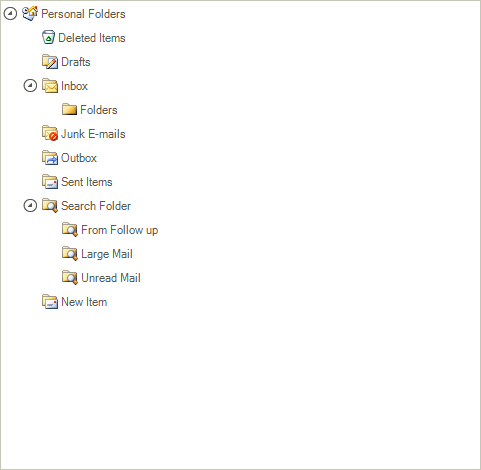 Personal Folders
Deleted Items
Drafts
Inbox
Folders
Junk E-mails
Outbox
Sent Items
Search Folder
From Follow up
Large Mail
Unread Mail
New Item